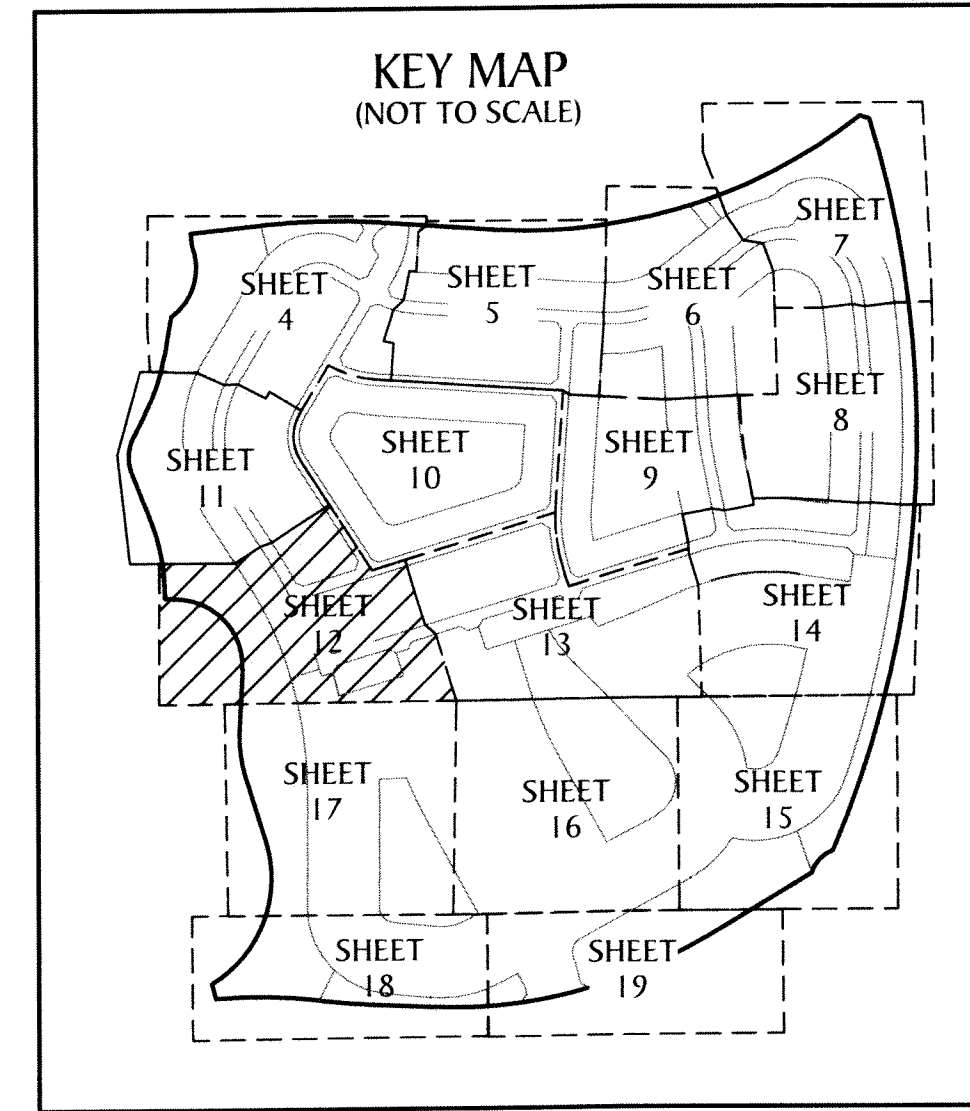 KEY MAP
(NOT TO SCALE)
SHEET
7
SHEET
4
SHEET
5
SHEET
6
SHEET
8
SHEET
11
SHEET
10
SHEET
9
SHEET
12
SHEET
13
SHEET
14
SHEET
17
SHEET
16
SHEET
15
SHEET
18
SHEET
19